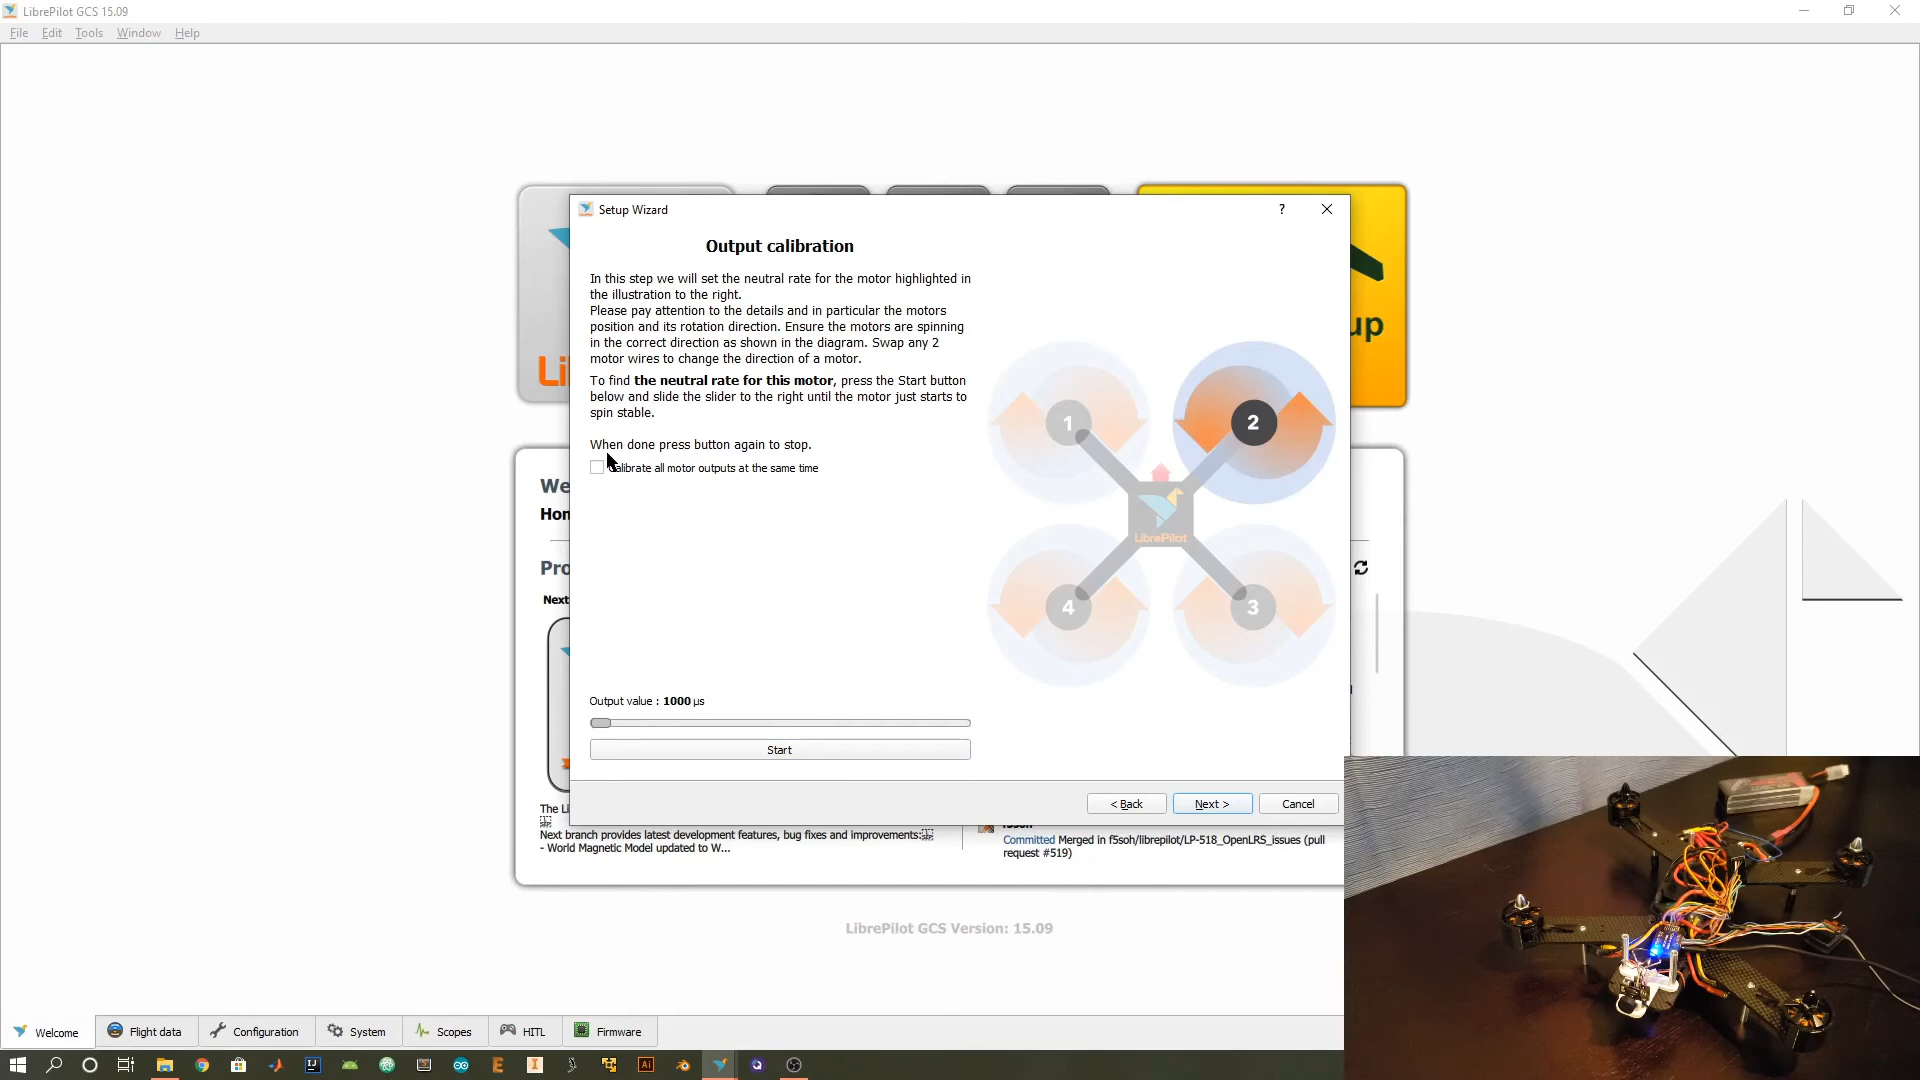 LibrePilot GCS 15.09
File Edit Tools Window Help
Setup Wizard
?
Output calibration
In this step we will set the neutral rate for the motor highlighted in
the illustration to the right.
Please pay attention to the details and in particular the motors
position and its rotation direction. Ensure the motors are spinning
in the correct direction as shown in the diagram. Swap any 2
motor wires to change the direction of a motor.
To find the neutral rate for this motor, press the Start button
below and slide the slider to the right until the motor just starts to
spin stable.
When done press button again to stop.
alibrate all motor outputs at the same time
1
2
LibrePilot
4
3
Output value : 1000 µs
Start
< Back Next > Cancel
Li
up
We
Hom
Pro
Next
The Li
Next branch provides latest development features, bug fixes and improvements:
- World Magnetic Model updated to W...
Committed Merged in f5soh/librepilot/LP-518_OpenLRS_issues (pull
request #519)
LibrePilot GCS Version: 15.09
Welcome Flight data Configuration System Scopes HITL Firmware